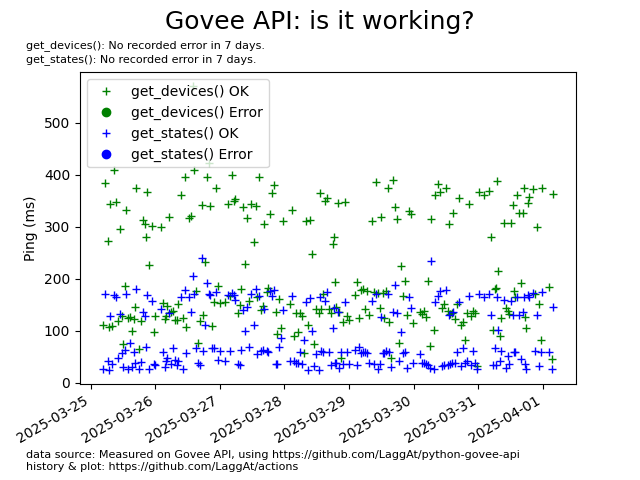 Govee API: is it working?
get_devices(): No recorded error in 7 days.
get_states(): No recorded error in 7 days.
get_devices() OK
get_devices() Error
get_states() OK
get_states() Error
Ping (ms)
500
400
300
200
100
0
2025-03-25
2025-03-26
2025-03-27
2025-03-28
2025-03-29
2025-03-30
2025-03-31
2025-04-01
data source: Measured on Govee API, using https://github.com/LaggAt/python-govee-api
history & plot: https://github.com/LaggAt/actions